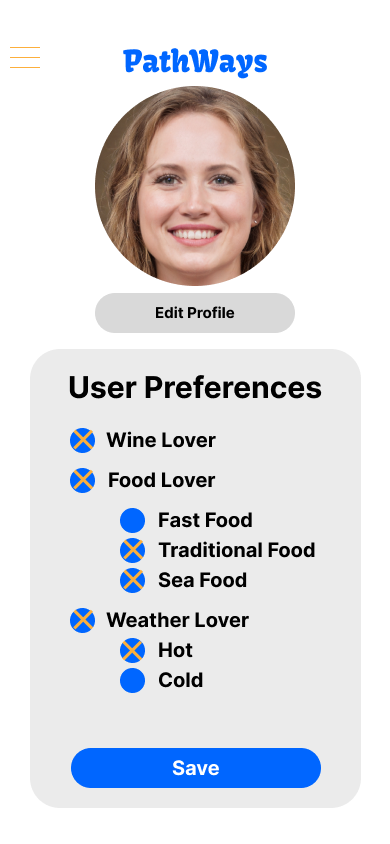 PathWays
Edit Profile
User Preferences
Wine Lover
Food Lover
Fast Food
Traditional Food
Sea Food
Weather Lover
Hot
Cold
Save